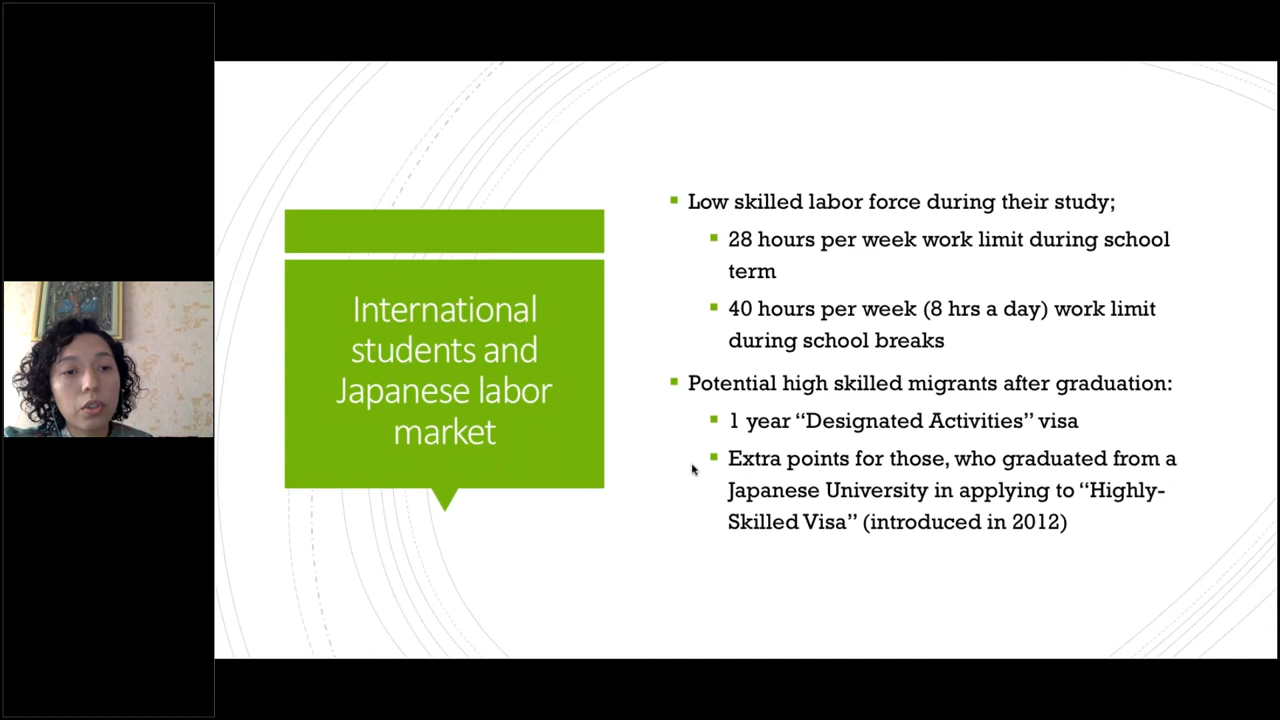 International
students and
Japanese labor
market
Low skilled labor force during their study;
28 hours per week work limit during school
term
40 hours per week (8 hrs a day) work limit
during school breaks
Potential high skilled migrants after graduation:
1 year “Designated Activities” visa
Extra points for those, who graduated from a
Japanese University in applying to “Highly-
Skilled Visa” (introduced in 2012)